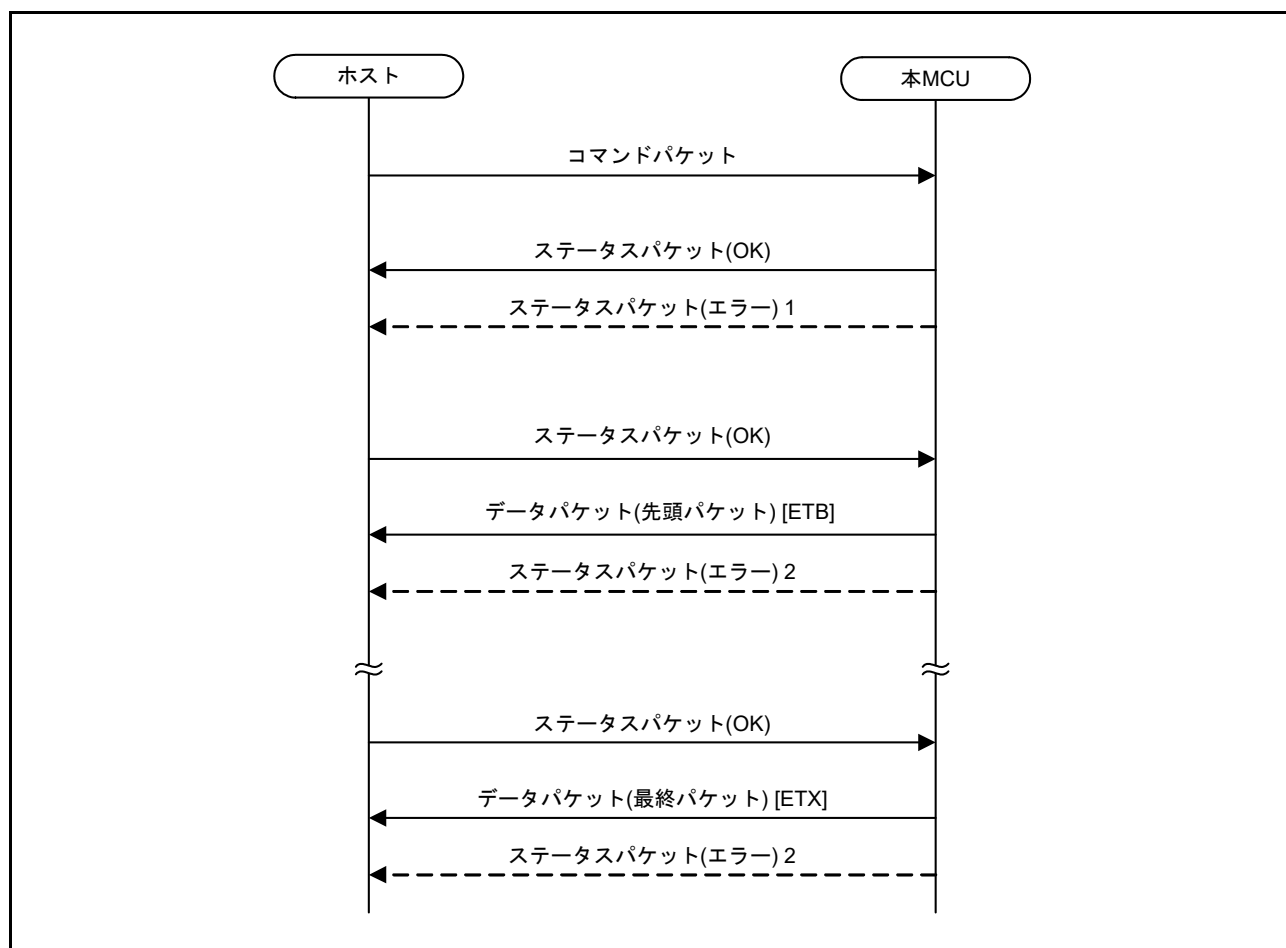 ホスト
本MCU
コマンドパケット
ステータスパケット(OK)
ステータスパケット(エラー) 1
ステータスパケット(OK)
データパケット(先頭パケット) [ETB]
ステータスパケット(エラー) 2
ステータスパケット(OK)
データパケット(最終パケット) [ETX]
ステータスパケット(エラー) 2